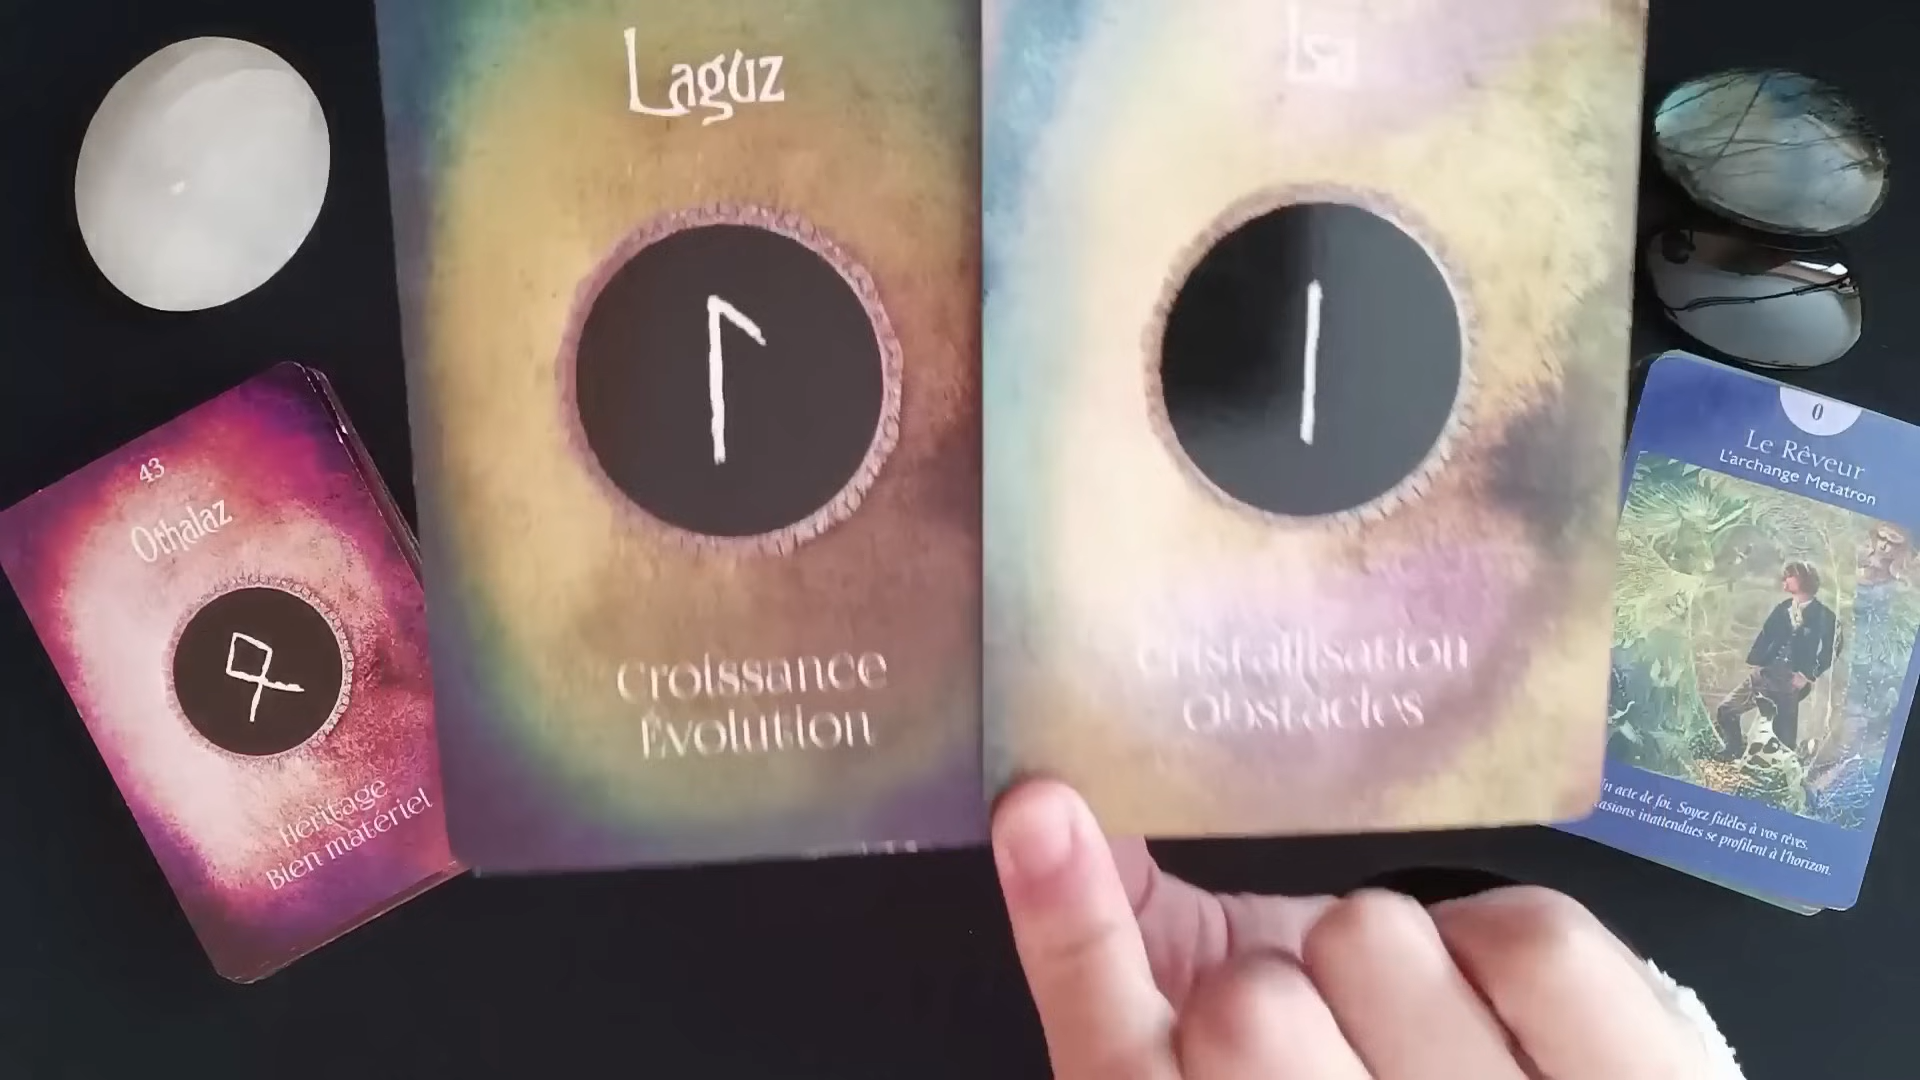 Laguz
Croissance
Évolution
Isa
Cristallisation
Obstacles
43
Othalaz
Héritage
Bien matériel
0
Le Rêveur
L'archange Metatron
Un acte de foi. Soyez fidèles à vos rêves.
occasions inattendues se profilent à l'horizon.